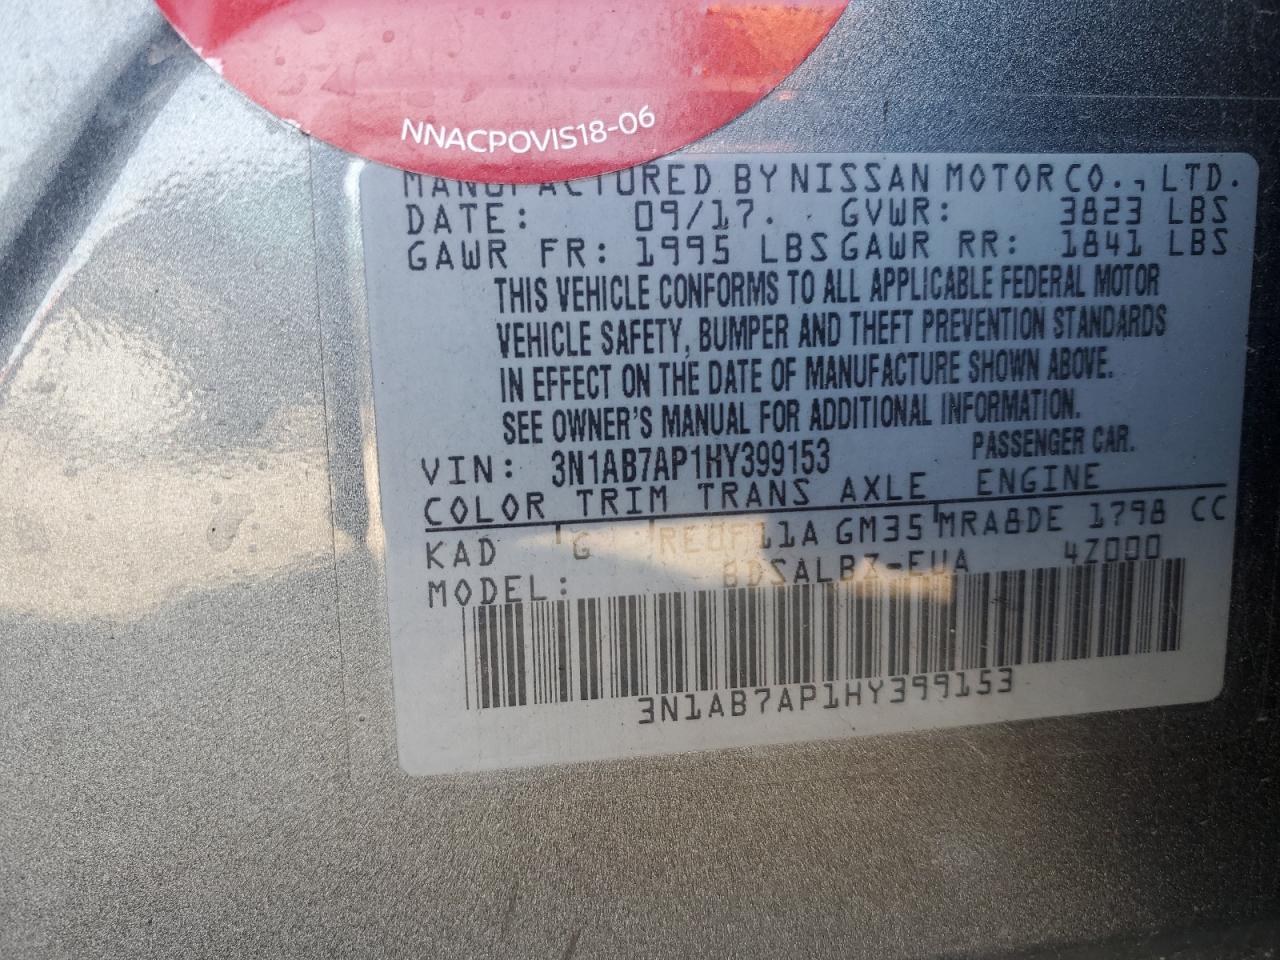 NNACPOVIS18-06
MANUFACTURED BY NISSAN MOTOR CO., LTD.
DATE: 09/17. GVWR: 3823 LBS
GAWR FR: 1995 LBS GAWR RR: 1841 LBS
THIS VEHICLE CONFORMS TO ALL APPLICABLE FEDERAL MOTOR
VEHICLE SAFETY, BUMPER AND THEFT PREVENTION STANDARDS
IN EFFECT ON THE DATE OF MANUFACTURE SHOWN ABOVE.
SEE OWNER'S MANUAL FOR ADDITIONAL INFORMATION.
VIN: 3N1AB7AP1HY399153 PASSENGER CAR.
COLOR TRIM TRANS AXLE ENGINE
KAD G RE0F11A GM35 MRA8DE 1798 CC
MODEL: BDSALBZ-EUA 4Z000
3N1AB7AP1HY399153